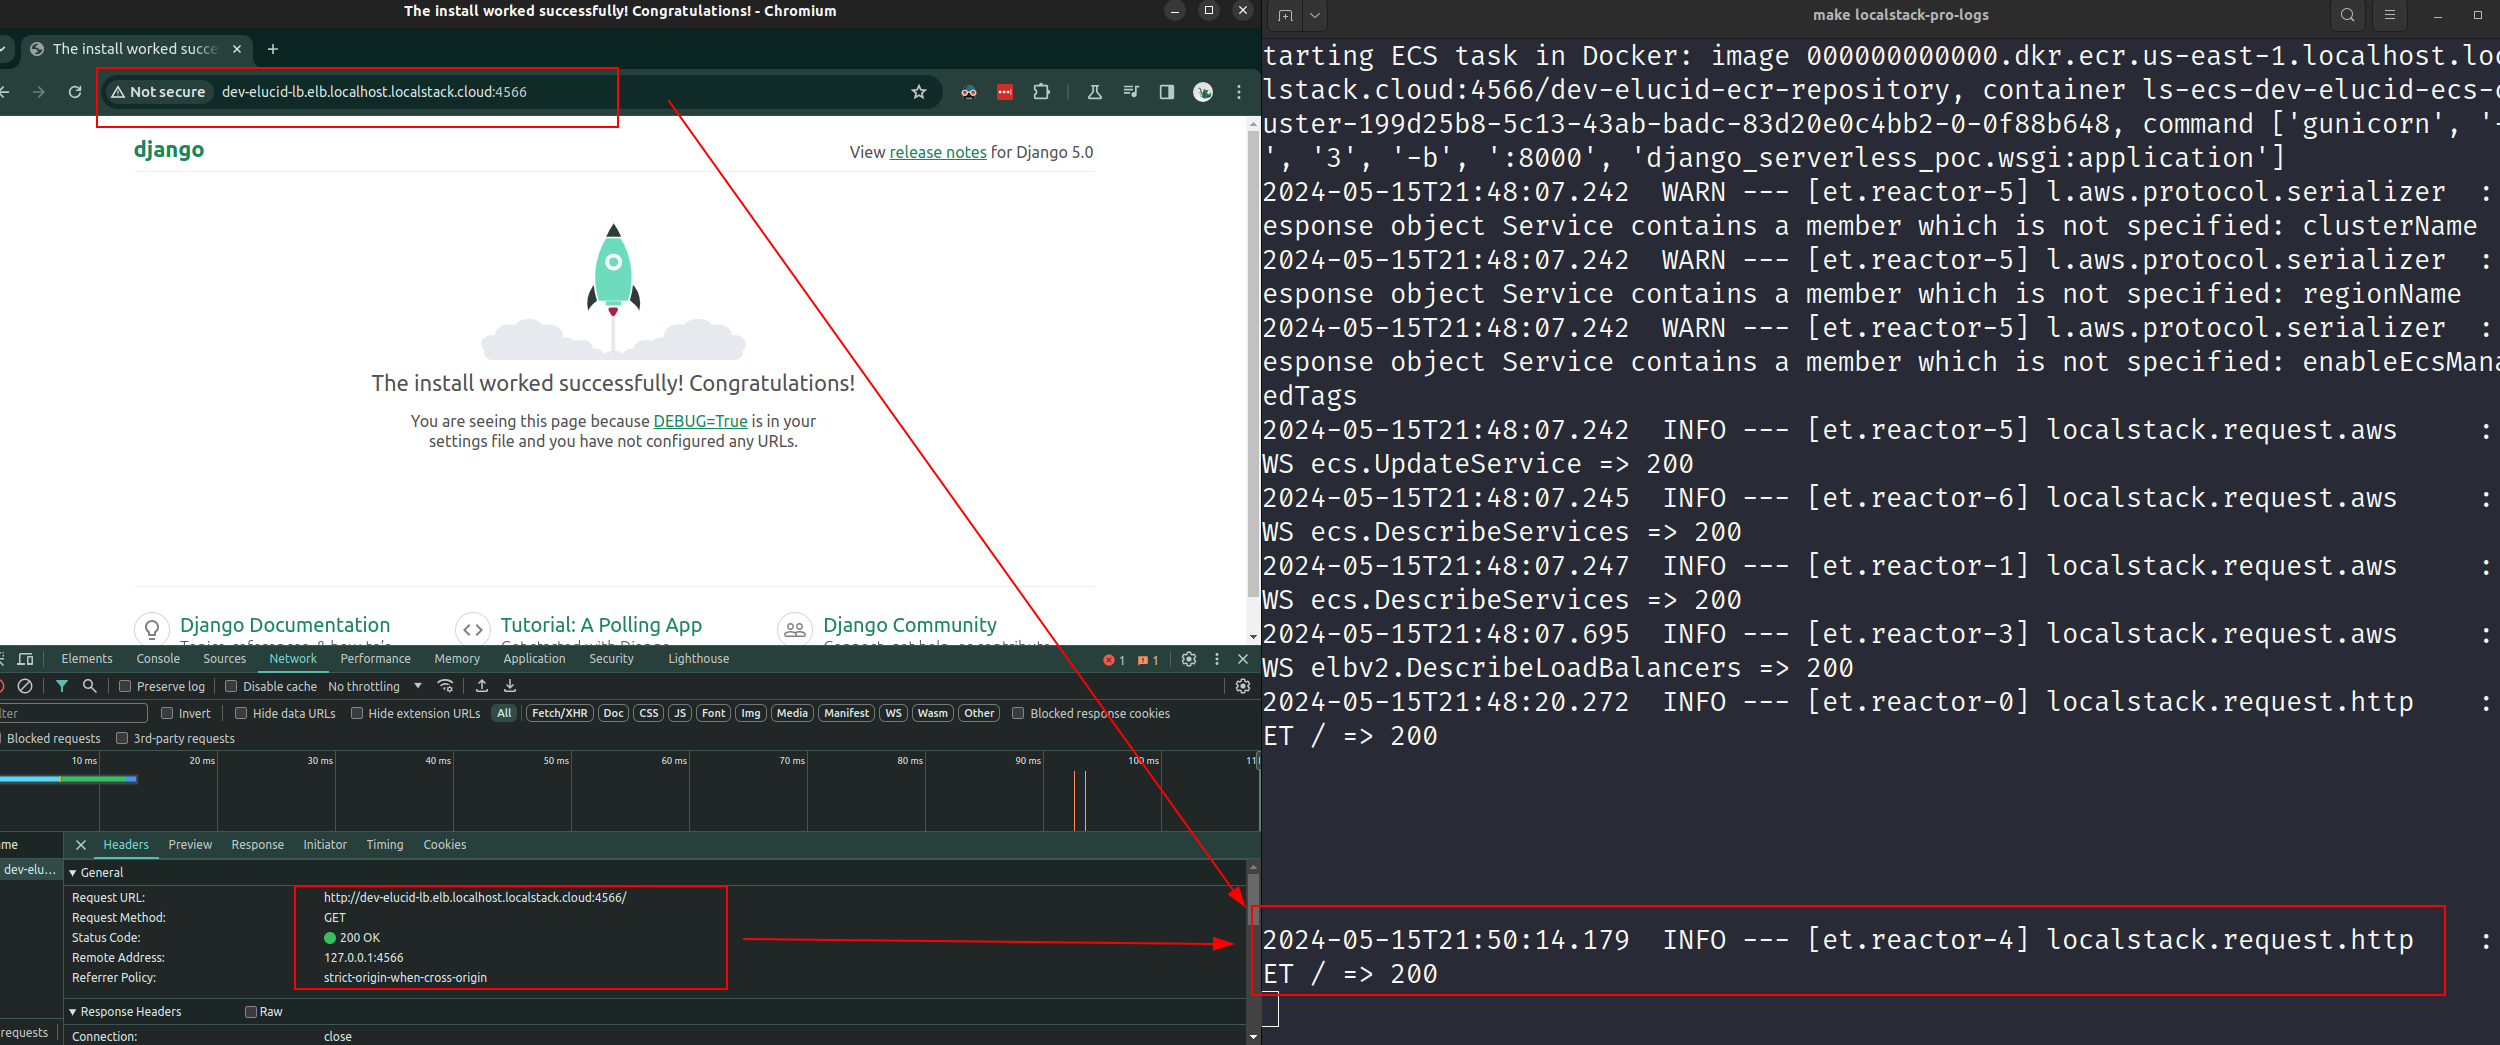 The install worked successfully! Congratulations! - Chromium
The install worked succe
Not secure
dev-elucid-lb.elb.localhost.localstack.cloud:4566
django
View release notes for Django 5.0
The install worked successfully! Congratulations!
You are seeing this page because DEBUG=True is in your
settings file and you have not configured any URLs.
Django Documentation
Tutorial: A Polling App
Django Community
Elements Console Sources Network Performance Memory Application Security Lighthouse 1 1
Preserve log Disable cache No throttling
lter Invert Hide data URLs Hide extension URLs All Fetch/XHR Doc CSS JS Font Img Media Manifest WS Wasm Other Blocked response cookies
Blocked requests 3rd-party requests
10 ms 20 ms 30 ms 40 ms 50 ms 60 ms 70 ms 80 ms 90 ms 100 ms 11
me Headers Preview Response Initiator Timing Cookies
dev-elu...
General
Request URL: http://dev-elucid-lb.elb.localhost.localstack.cloud:4566/
Request Method: GET
Status Code: 200 OK
Remote Address: 127.0.0.1:4566
Referrer Policy: strict-origin-when-cross-origin
Response Headers Raw
requests
Connection: close
make localstack-pro-logs
tarting ECS task in Docker: image 000000000000.dkr.ecr.us-east-1.localhost.loc
lstack.cloud:4566/dev-elucid-ecr-repository, container ls-ecs-dev-elucid-ecs-c
uster-199d25b8-5c13-43ab-badc-83d20e0c4bb2-0-0f88b648, command ['gunicorn', '-
', '3', '-b', ':8000', 'django_serverless_poc.wsgi:application']
2024-05-15T21:48:07.242  WARN --- [et.reactor-5] l.aws.protocol.serializer  :
esponse object Service contains a member which is not specified: clusterName
2024-05-15T21:48:07.242  WARN --- [et.reactor-5] l.aws.protocol.serializer  :
esponse object Service contains a member which is not specified: regionName
2024-05-15T21:48:07.242  WARN --- [et.reactor-5] l.aws.protocol.serializer  :
esponse object Service contains a member which is not specified: enableEcsMana
edTags
2024-05-15T21:48:07.242  INFO --- [et.reactor-5] localstack.request.aws     :
WS ecs.UpdateService => 200
2024-05-15T21:48:07.245  INFO --- [et.reactor-6] localstack.request.aws     :
WS ecs.DescribeServices => 200
2024-05-15T21:48:07.247  INFO --- [et.reactor-1] localstack.request.aws     :
WS ecs.DescribeServices => 200
2024-05-15T21:48:07.695  INFO --- [et.reactor-3] localstack.request.aws     :
WS elbv2.DescribeLoadBalancers => 200
2024-05-15T21:48:20.272  INFO --- [et.reactor-0] localstack.request.http    :
ET / => 200
2024-05-15T21:50:14.179  INFO --- [et.reactor-4] localstack.request.http    :
ET / => 200